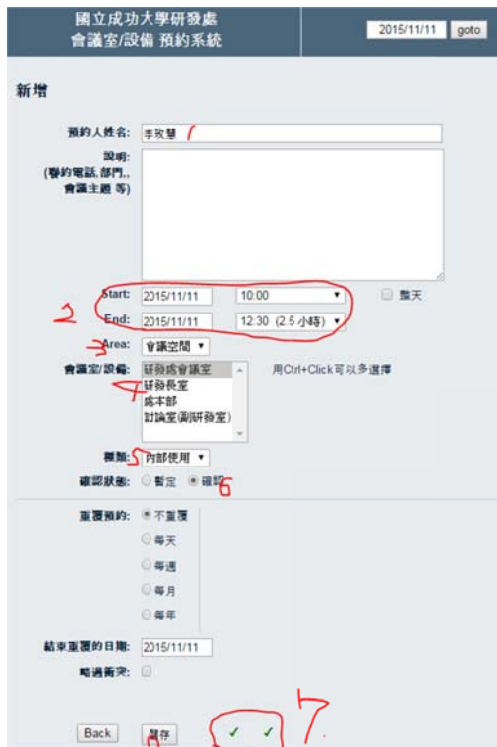 國立成功大學研發處
會議室/設備 預約系統
2015/11/11 goto
新增
預約人姓名: 李玫慧 1
說明:
(聯絡電話,部門,,
會議主題 等)
2 Start: 2015/11/11 10:00 整天
End: 2015/11/11 12:30 (2.5 小時)
3 Area: 會議空間
會議室/設備: 研發處會議室 用Ctrl+Click可以多選擇
4 研發長室
處本部
討論室(副研發室)
5 種類: 內部使用
確認狀態: 暫定 確認 6
重覆預約: 不重覆
每天
每週
每月
每年
結束重覆的日期: 2015/11/11
略過衝突:
Back 儲存 ✓ ✓ 7.